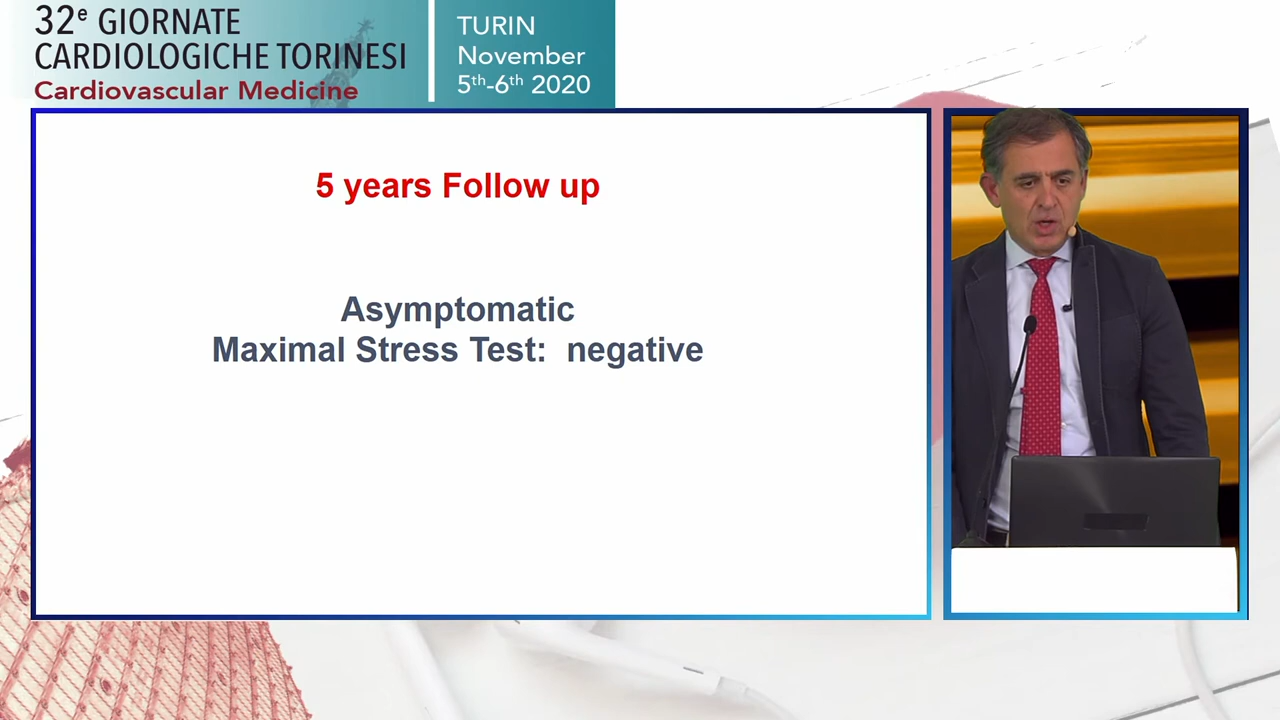 32e GIORNATE
CARDIOLOGICHE TORINESI
Cardiovascular Medicine
TURIN
November
5th-6th 2020
5 years Follow up
Asymptomatic
Maximal Stress Test: negative